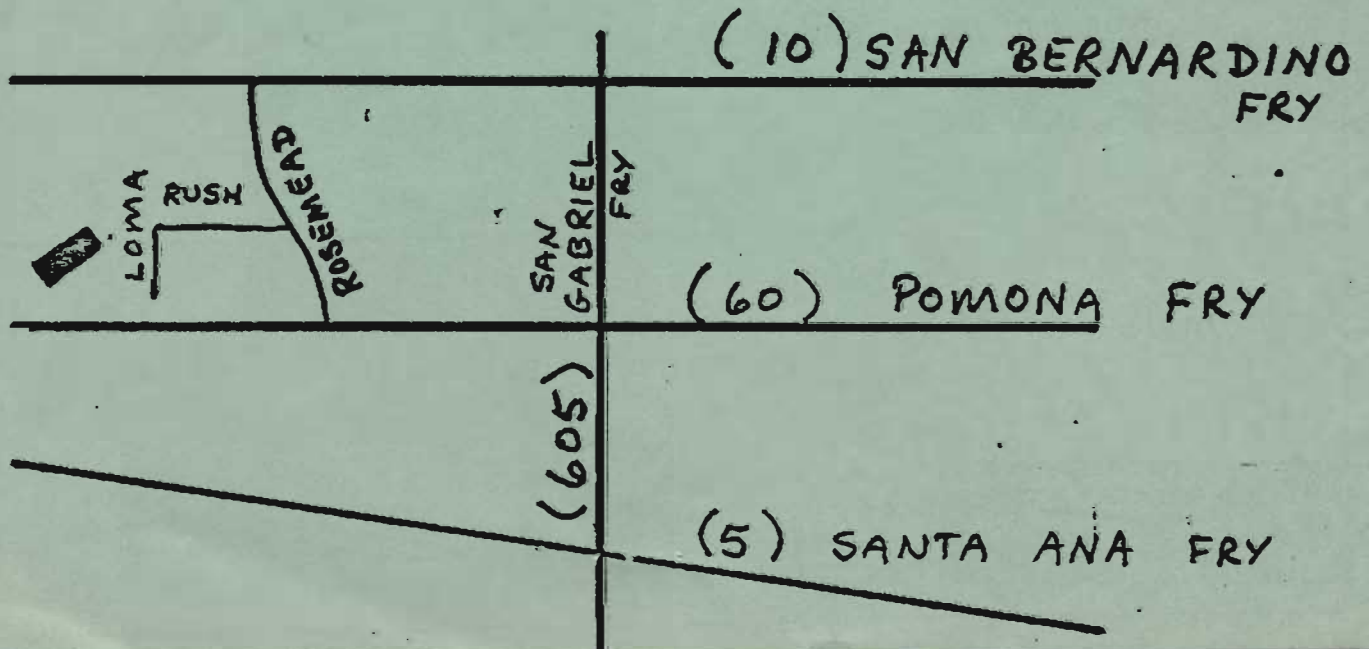 (10) SAN BERNARDINO
FRY
ROSEMEAD
LOMA
RUSH
SAN
GABRIEL
FRY
(60) POMONA FRY
(605)
(5) SANTA ANA FRY